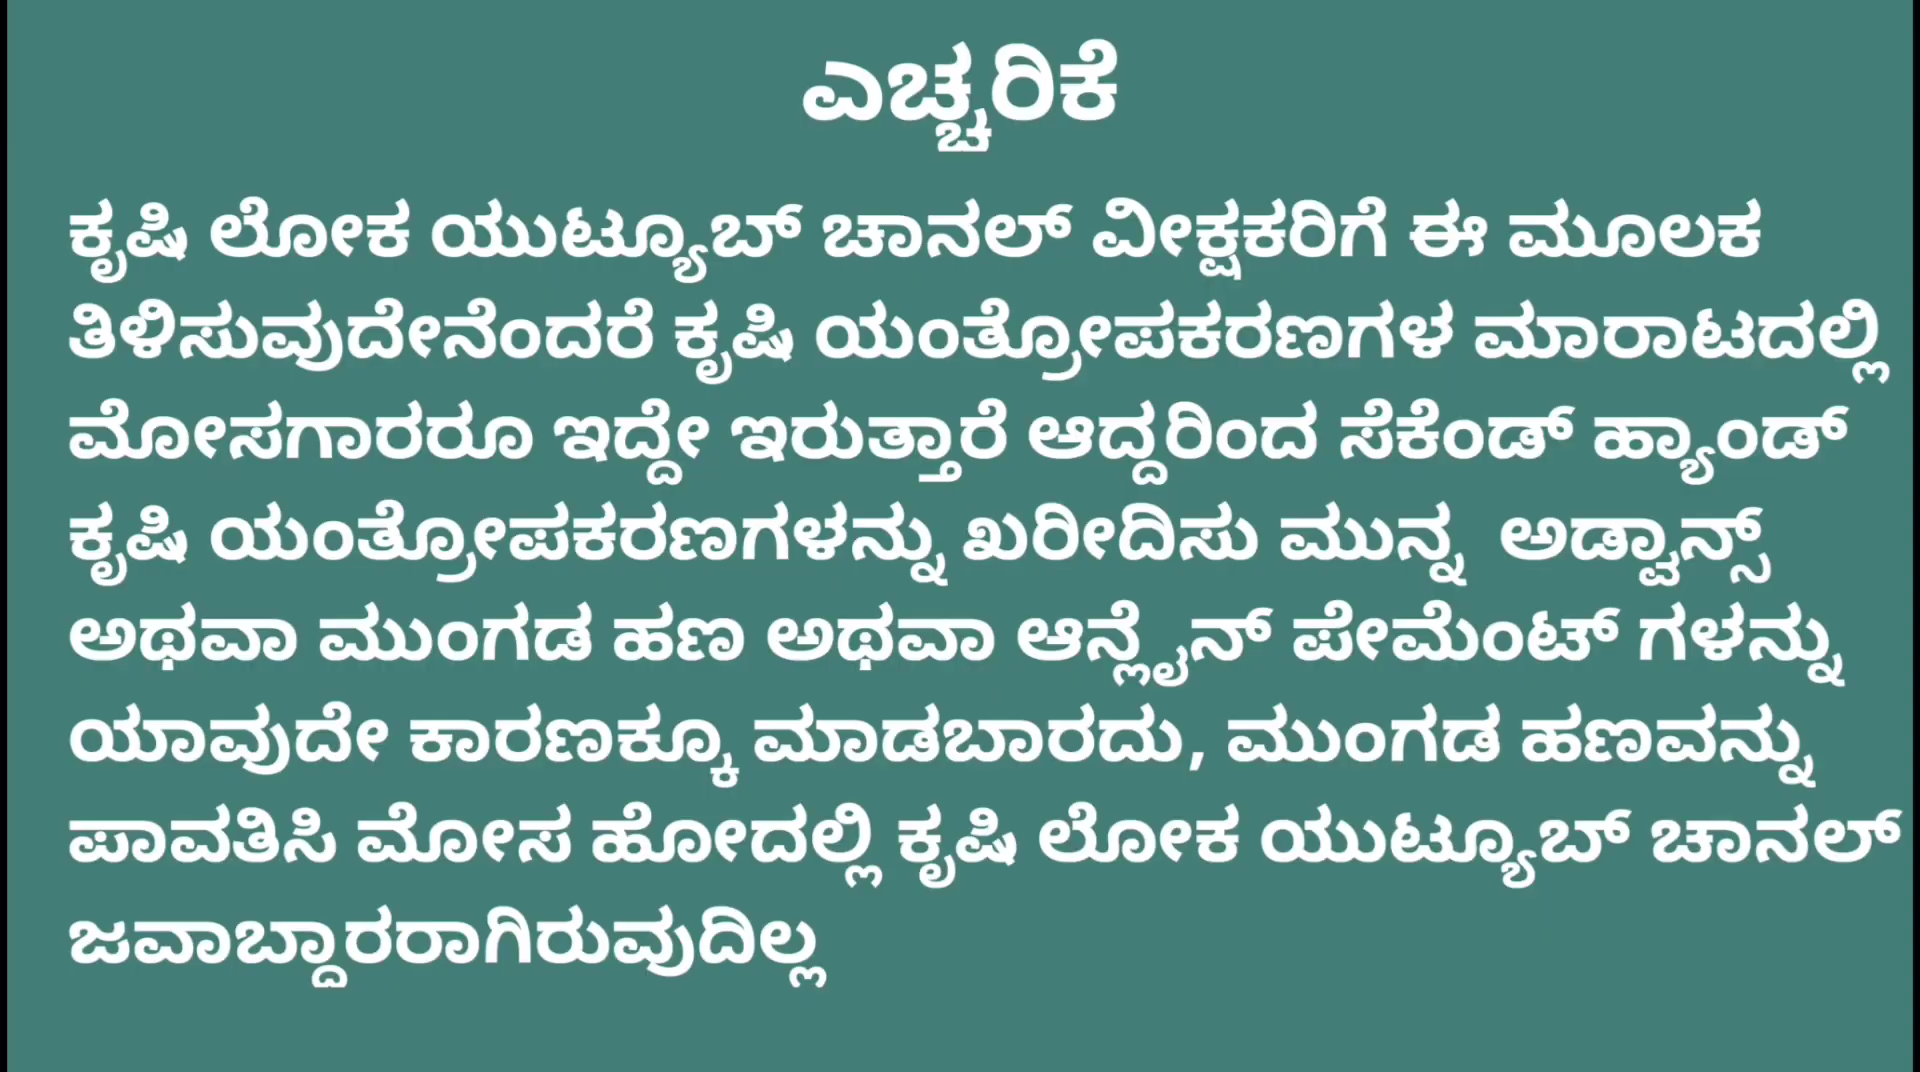 ಎಚ್ಚರಿಕೆ
ಕೃಷಿ ಲೋಕ ಯುಟ್ಯೂಬ್ ಚಾನಲ್ ವೀಕ್ಷಕರಿಗೆ ಈ ಮೂಲಕ
ತಿಳಿಸುವುದೇನೆಂದರೆ ಕೃಷಿ ಯಂತ್ರೋಪಕರಣಗಳ ಮಾರಾಟದಲ್ಲಿ
ಮೋಸಗಾರರೂ ಇದ್ದೇ ಇರುತ್ತಾರೆ ಆದ್ದರಿಂದ ಸೆಕೆಂಡ್ ಹ್ಯಾಂಡ್
ಕೃಷಿ ಯಂತ್ರೋಪಕರಣಗಳನ್ನು ಖರೀದಿಸು ಮುನ್ನ ಅಡ್ವಾನ್ಸ್
ಅಥವಾ ಮುಂಗಡ ಹಣ ಅಥವಾ ಆನ್ಲೈನ್ ಪೇಮೆಂಟ್ ಗಳನ್ನು
ಯಾವುದೇ ಕಾರಣಕ್ಕೂ ಮಾಡಬಾರದು, ಮುಂಗಡ ಹಣವನ್ನು
ಪಾವತಿಸಿ ಮೋಸ ಹೋದಲ್ಲಿ ಕೃಷಿ ಲೋಕ ಯುಟ್ಯೂಬ್ ಚಾನಲ್
ಜವಾಬ್ದಾರರಾಗಿರುವುದಿಲ್ಲ